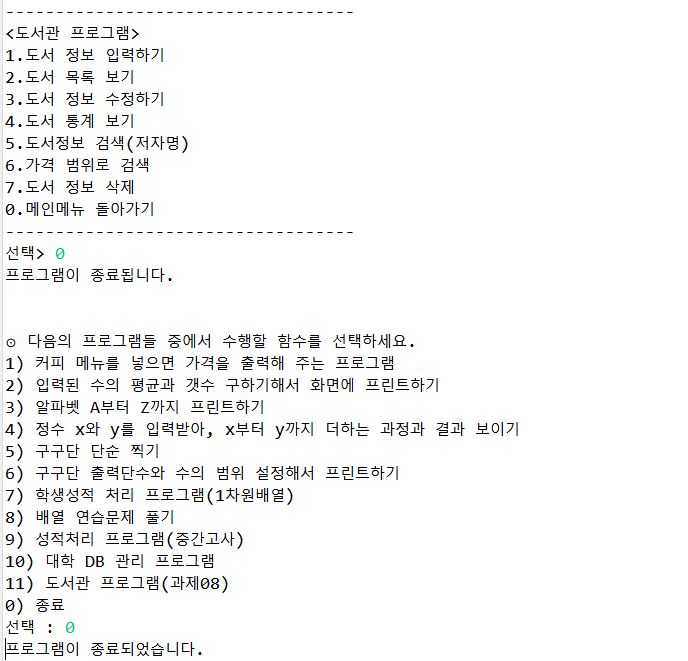 -----------------------------------
<도서관 프로그램>
1.도서 정보 입력하기
2.도서 목록 보기
3.도서 정보 수정하기
4.도서 통계 보기
5.도서정보 검색(저자명)
6.가격 범위로 검색
7.도서 정보 삭제
0.메인메뉴 돌아가기
-----------------------------------
선택> 0
프로그램이 종료됩니다.
⊙ 다음의 프로그램들 중에서 수행할 함수를 선택하세요.
1) 커피 메뉴를 넣으면 가격을 출력해 주는 프로그램
2) 입력된 수의 평균과 갯수 구하기해서 화면에 프린트하기
3) 알파벳 A부터 Z까지 프린트하기
4) 정수 x와 y를 입력받아, x부터 y까지 더하는 과정과 결과 보이기
5) 구구단 단순 찍기
6) 구구단 출력단수와 수의 범위 설정해서 프린트하기
7) 학생성적 처리 프로그램(1차원배열)
8) 배열 연습문제 풀기
9) 성적처리 프로그램(중간고사)
10) 대학 DB 관리 프로그램
11) 도서관 프로그램(과제08)
0) 종료
선택 : 0
프로그램이 종료되었습니다.